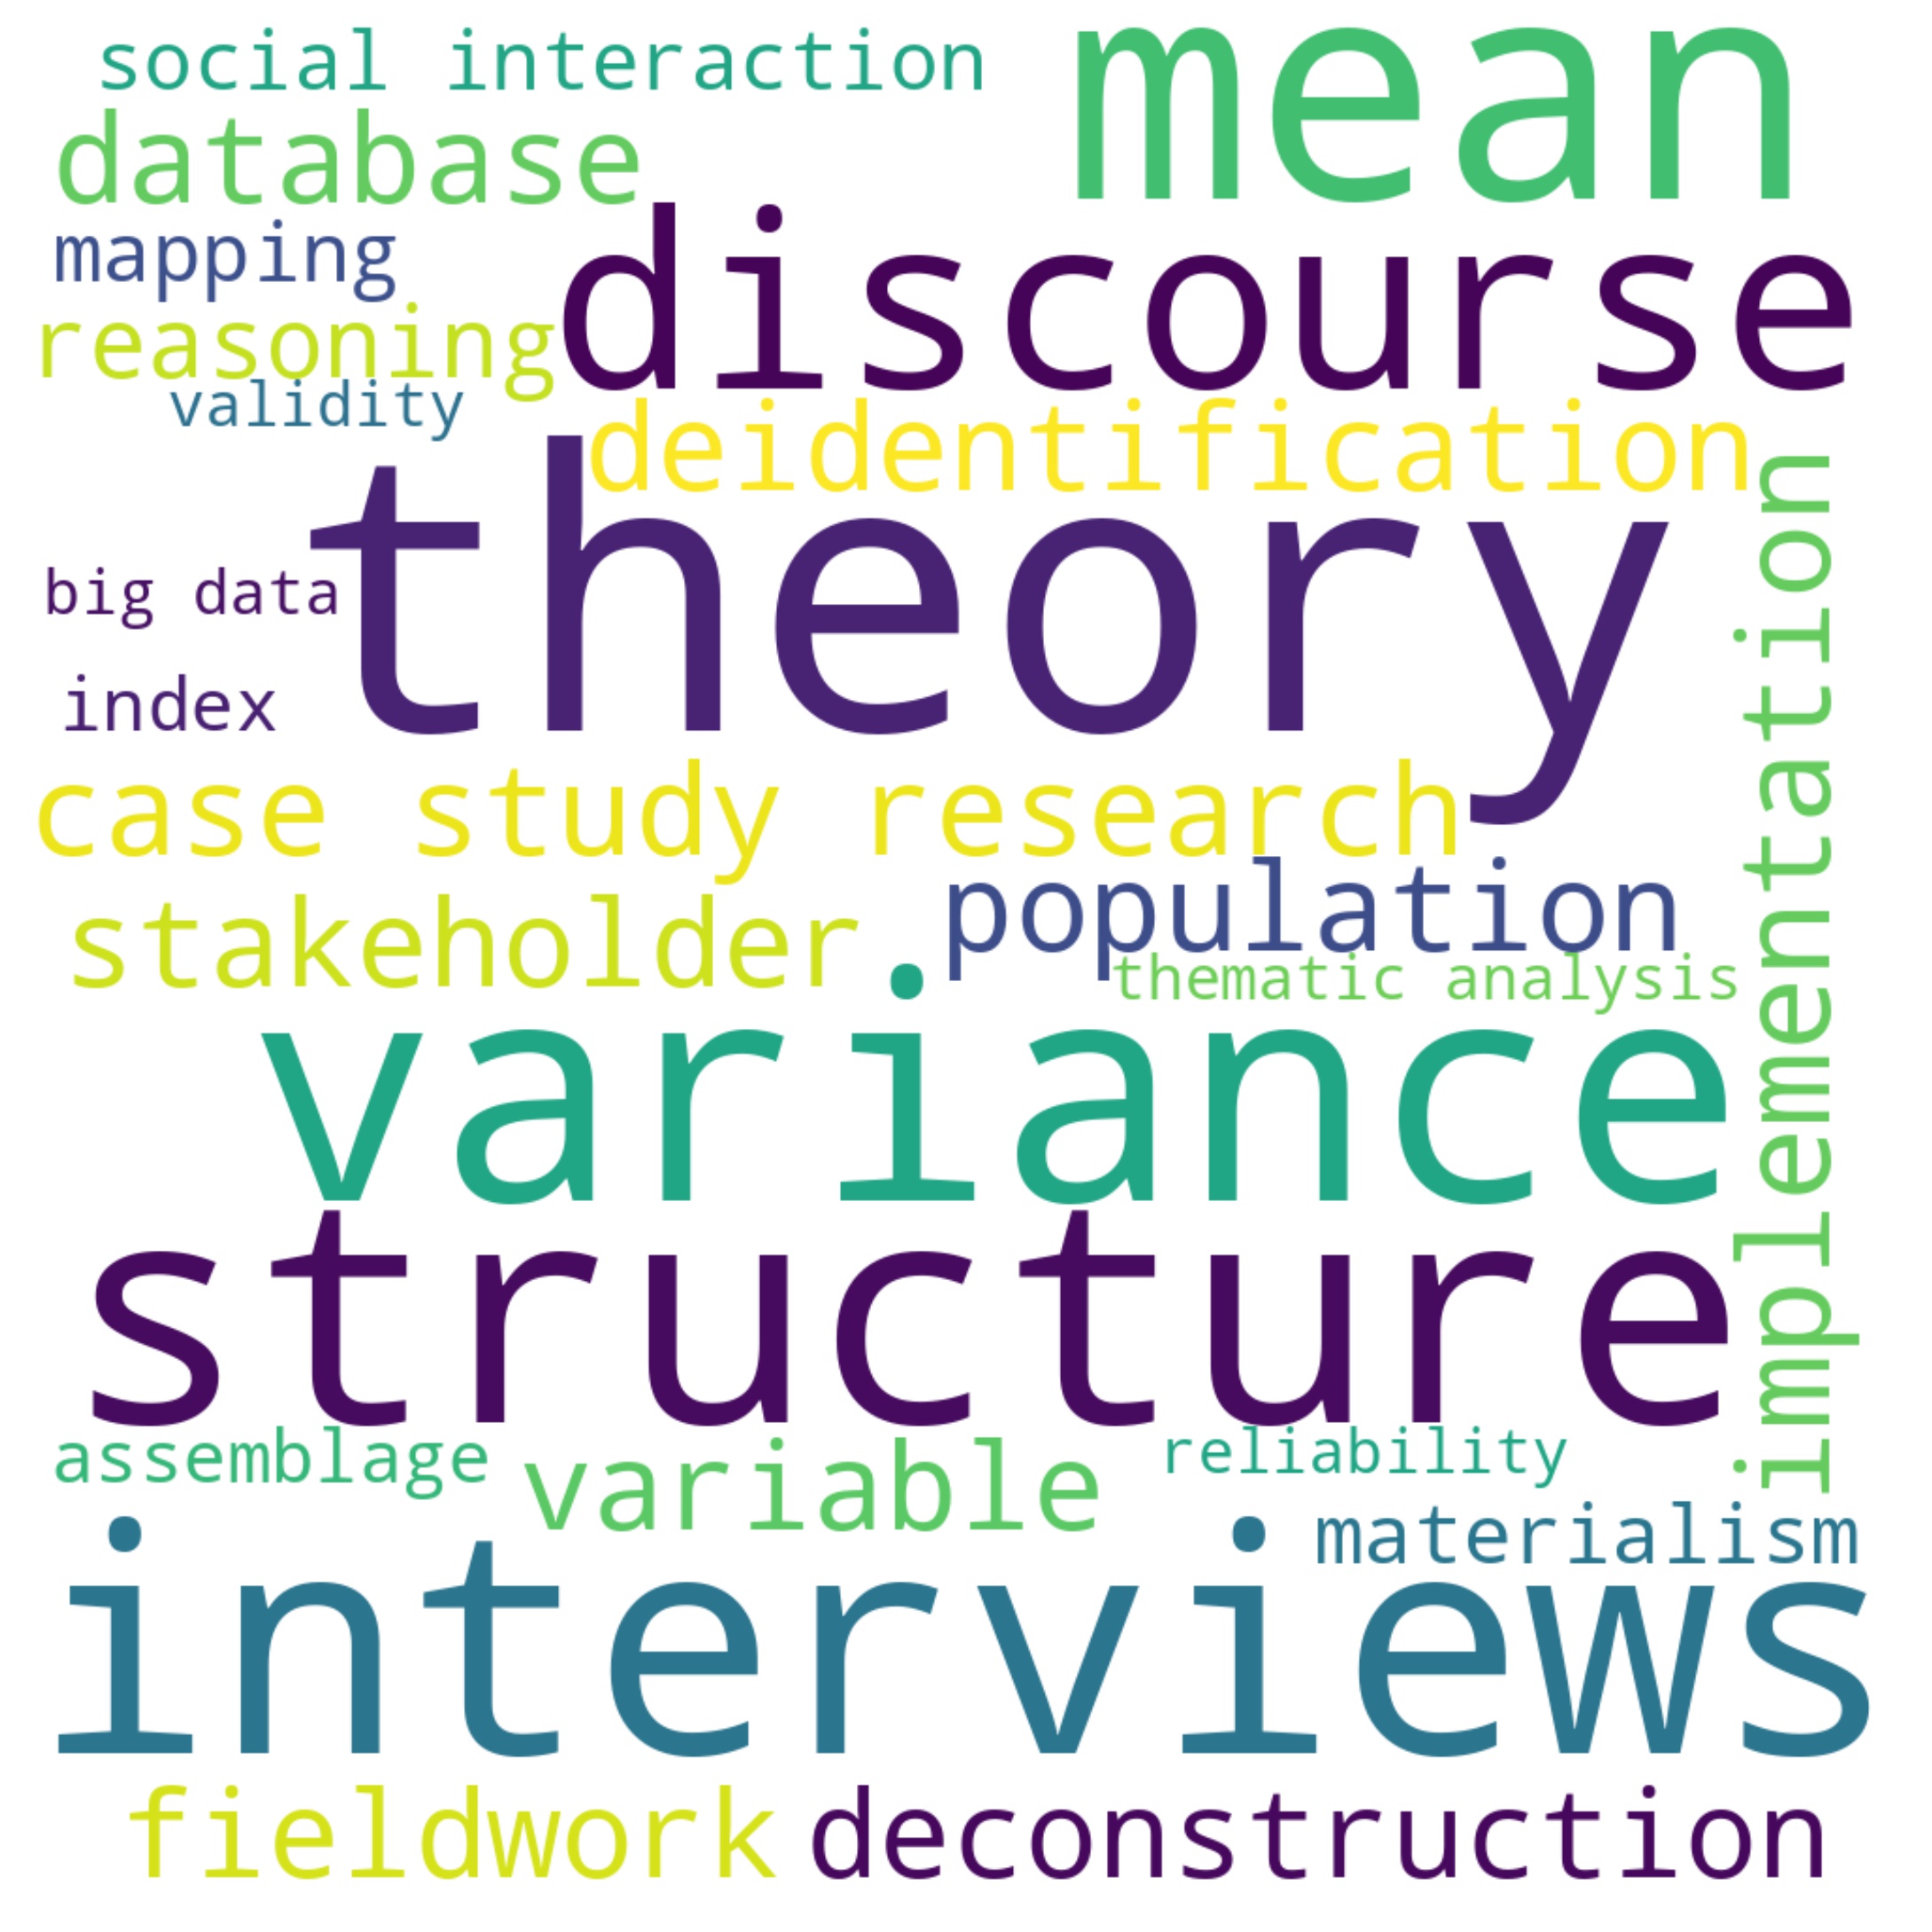 social interaction
mean
database
mapping
discourse
reasoning
validity
deidentification
theory
big data
index
implementation
case study research
population
stakeholder
thematic analysis
variance
structure
assemblage
variable
reliability
materialism
interviews
fieldwork
deconstruction